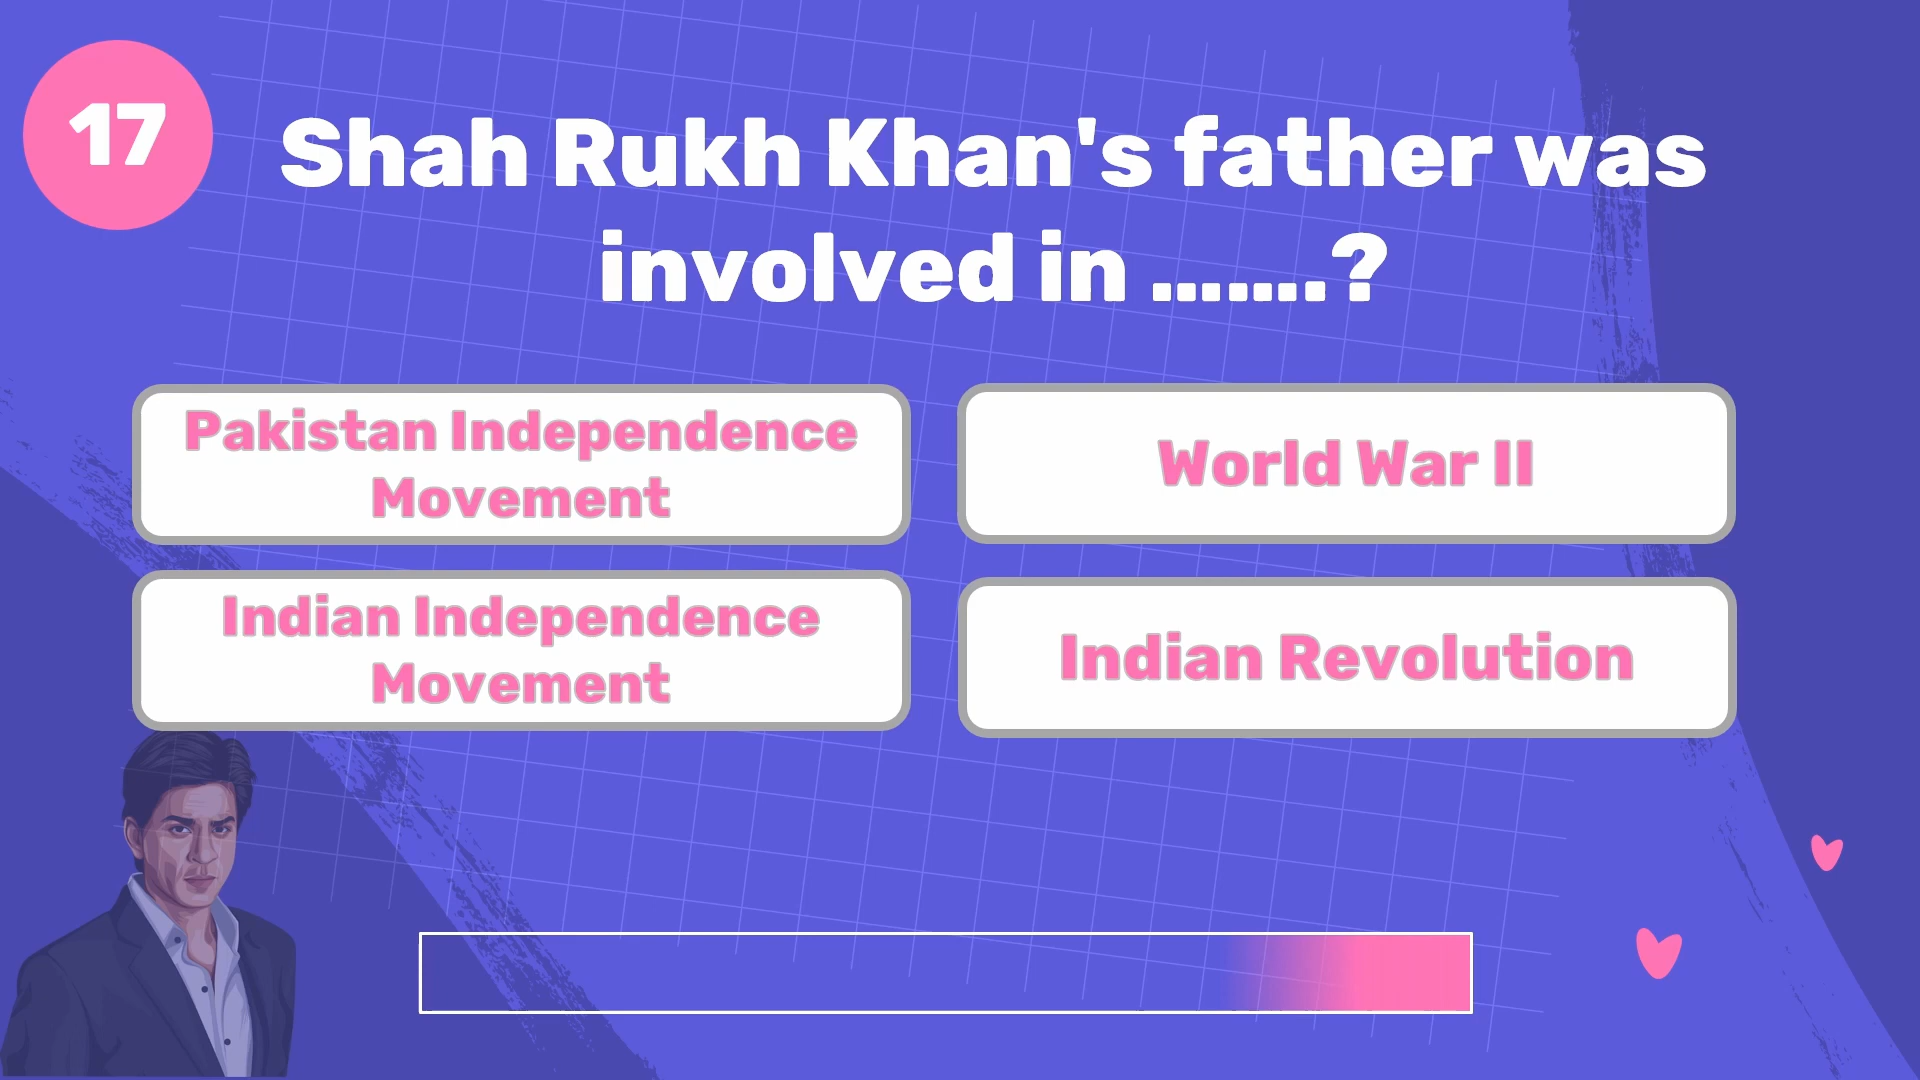 17
Shah Rukh Khan's father was
involved in .......?
Pakistan Independence
Movement
World War II
Indian Independence
Movement
Indian Revolution